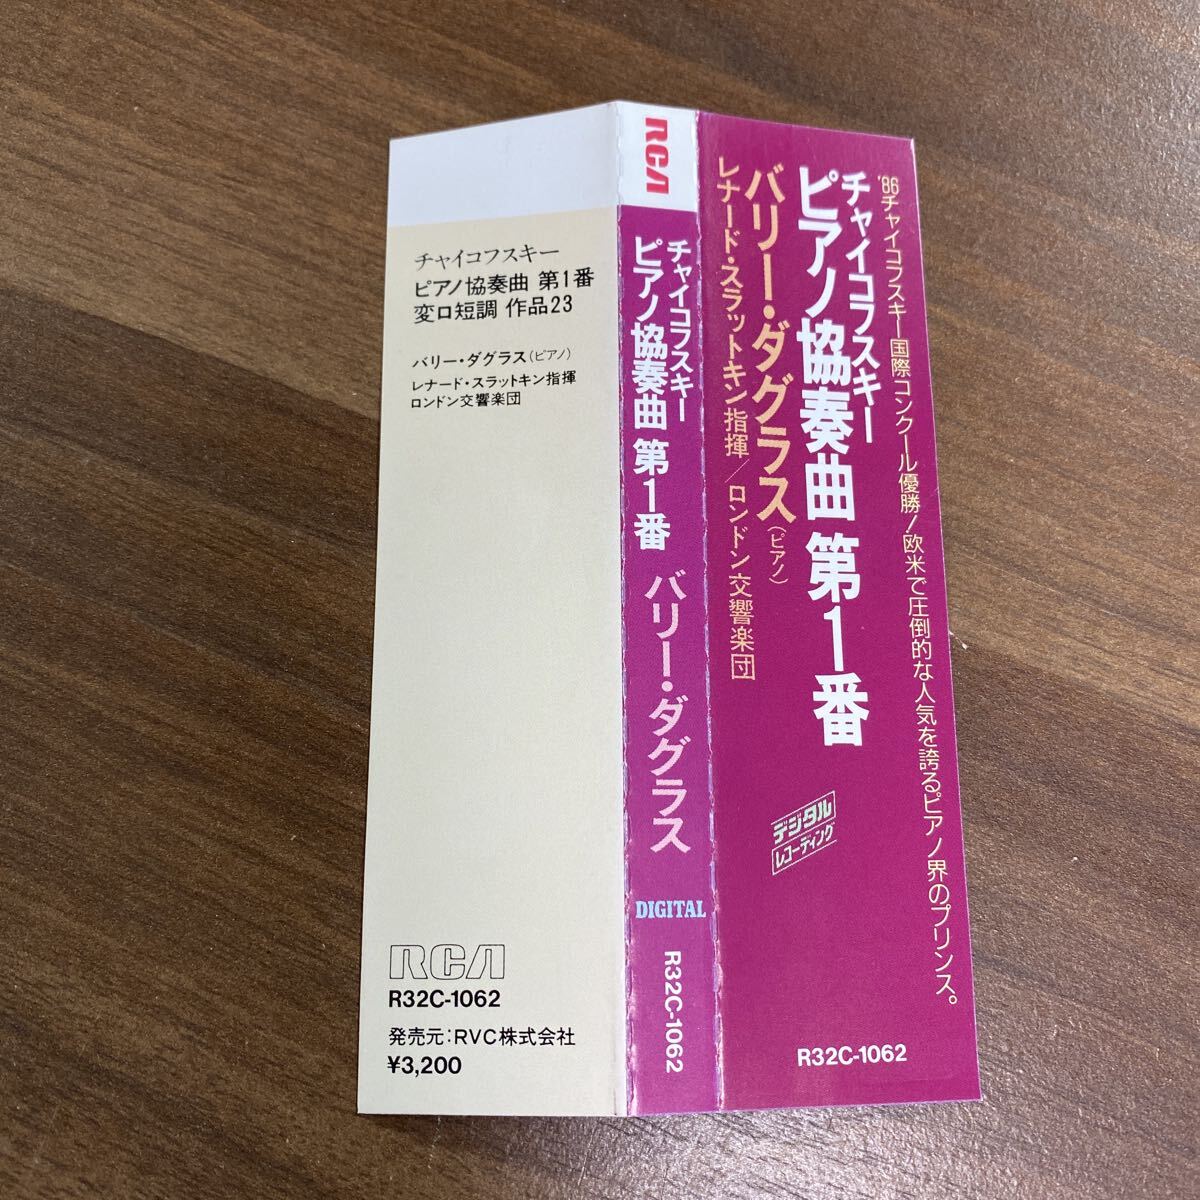 チャイコフスキー
ピアノ協奏曲 第1番
変ロ短調 作品23
バリー・ダグラス(ピアノ)
レナード・スラットキン指揮
ロンドン交響楽団
RCA
R32C-1062
発売元:RVC株式会社
¥3,200
RCA
チャイコフスキー
ピアノ協奏曲 第1番
バリー・ダグラス
DIGITAL
R32C-1062
'86チャイコフスキー国際コンクール優勝!欧米で圧倒的な人気を誇るピアノ界のプリンス。
チャイコフスキー
ピアノ協奏曲 第1番
バリー・ダグラス(ピアノ)
レナード・スラットキン指揮/ロンドン交響楽団
デジタル
レコーディング
R32C-1062